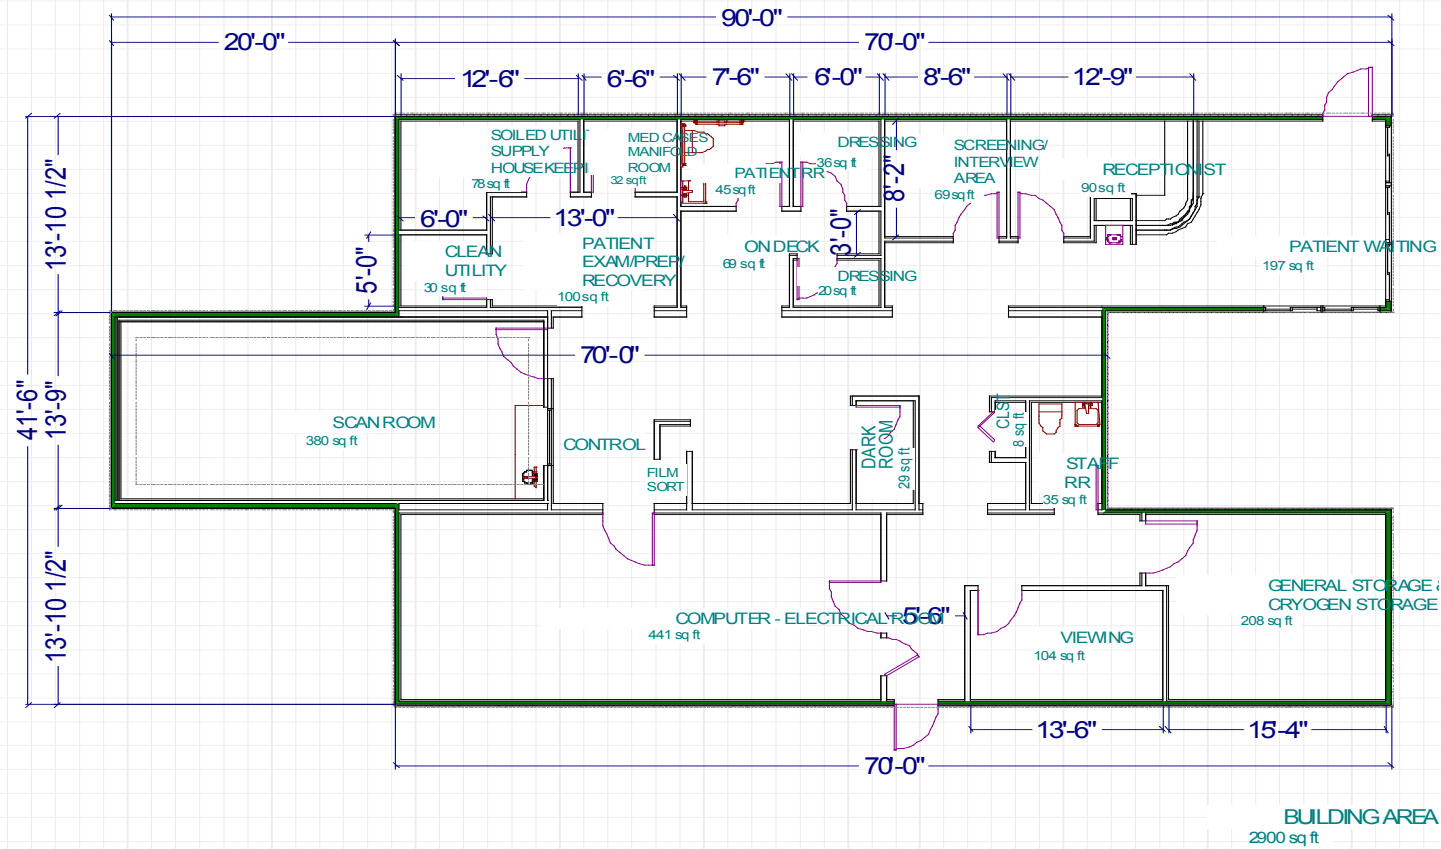 90'-0"
20'-0"
70'-0"
12'-6"
6'-6"
7'-6"
6'-0"
8'-6"
12'-9"
SOILED UTILI
SUPPLY
HOUSEKEEPI
78 sq ft
MED CASES
MANIFOLD
ROOM
32 sq ft
PATIENT RR
45 sq ft
DRESSING
36 sq ft
8'-2"
SCREENING/
INTERVIEW
AREA
69 sq ft
RECEPTIONIST
90 sq ft
13'-10 1/2"
6'-0"
13'-0"
5'-0"
CLEAN
UTILITY
30 sq ft
PATIENT
EXAM/PREP/
RECOVERY
100 sq ft
ON DECK
69 sq ft
3'-0"
DRESSING
20 sq ft
PATIENT WAITING
197 sq ft
70'-0"
41'-6"
13'-9"
SCAN ROOM
380 sq ft
CONTROL
FILM
SORT
DARK
ROOM
29 sq ft
CLST
8 sq ft
STAFF
RR
35 sq ft
13'-10 1/2"
COMPUTER - ELECTRICAL ROOM
441 sq ft
5'-6"
VIEWING
104 sq ft
GENERAL STORAGE &
CRYOGEN STORAGE
208 sq ft
13'-6"
15'-4"
70'-0"
BUILDING AREA
2900 sq ft